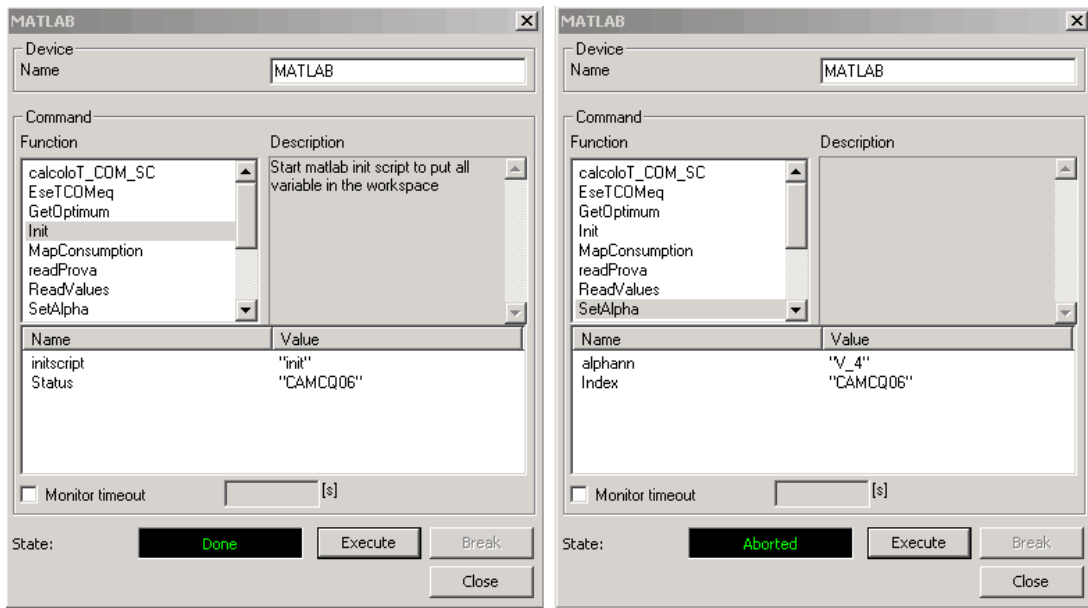 MATLAB
Device
Name MATLAB
Command
Function Description
calcoloT_COM_SC
EseTCOMeq
GetOptimum
Init
MapConsumption
readProva
ReadValues
SetAlpha
Start matlab init script to put all
variable in the workspace
Name Value
initscript "init"
Status "CAMCQ06"
Monitor timeout [s]
State: Done Execute Break
Close
MATLAB
Device
Name MATLAB
Command
Function Description
calcoloT_COM_SC
EseTCOMeq
GetOptimum
Init
MapConsumption
readProva
ReadValues
SetAlpha
Name Value
alphann "V_4"
Index "CAMCQ06"
Monitor timeout [s]
State: Aborted Execute Break
Close